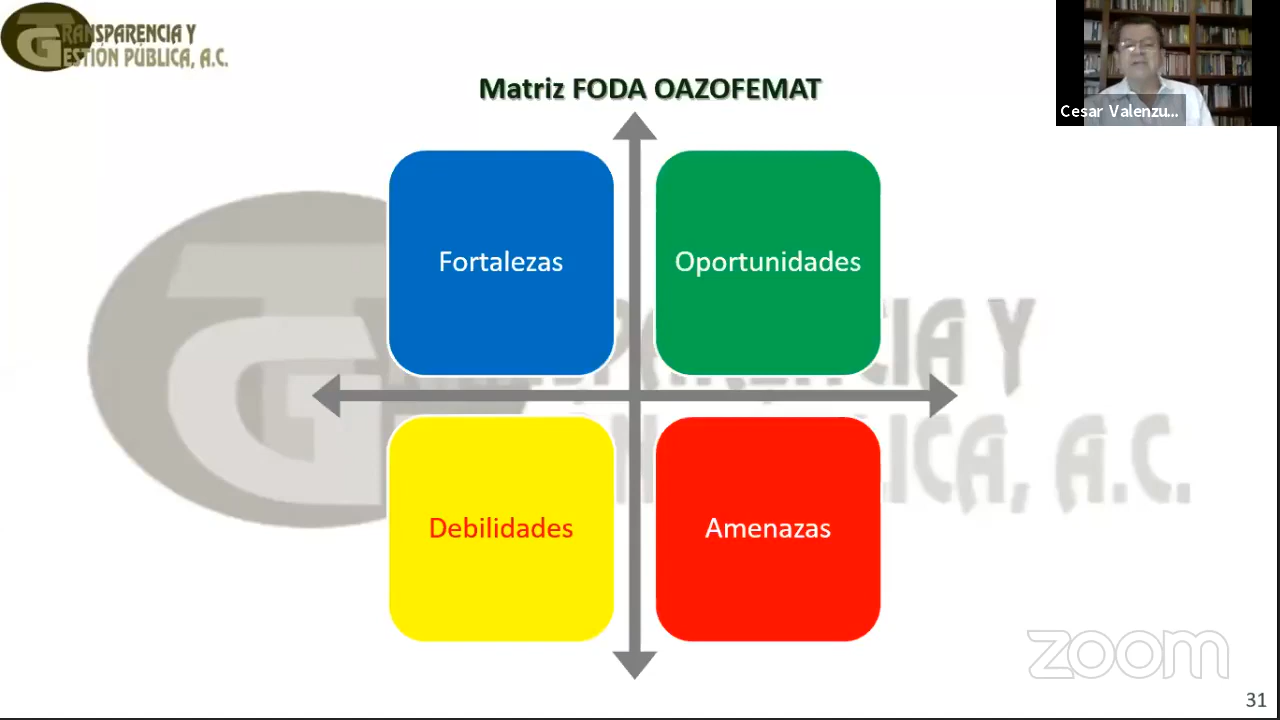 TRANSPARENCIA Y
GESTIÓN PÚBLICA, A.C.
Cesar Valenzu...
Matriz FODA OAZOFEMAT
Fortalezas
Oportunidades
Debilidades
Amenazas
zoom
31